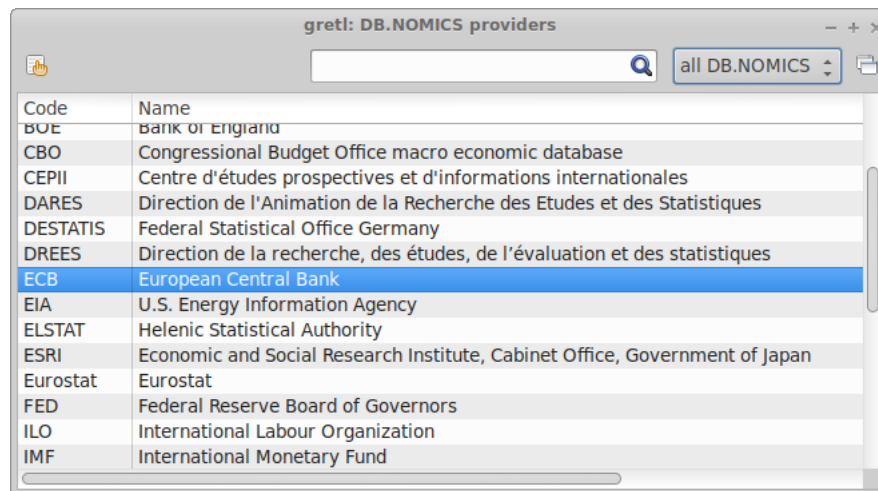 gretl: DB.NOMICS providers
all DB.NOMICS
Code Name
BOE Bank of England
CBO Congressional Budget Office macro economic database
CEPII Centre d'études prospectives et d'informations internationales
DARES Direction de l'Animation de la Recherche des Etudes et des Statistiques
DESTATIS Federal Statistical Office Germany
DREES Direction de la recherche, des études, de l’évaluation et des statistiques
ECB European Central Bank
EIA U.S. Energy Information Agency
ELSTAT Helenic Statistical Authority
ESRI Economic and Social Research Institute, Cabinet Office, Government of Japan
Eurostat Eurostat
FED Federal Reserve Board of Governors
ILO International Labour Organization
IMF International Monetary Fund